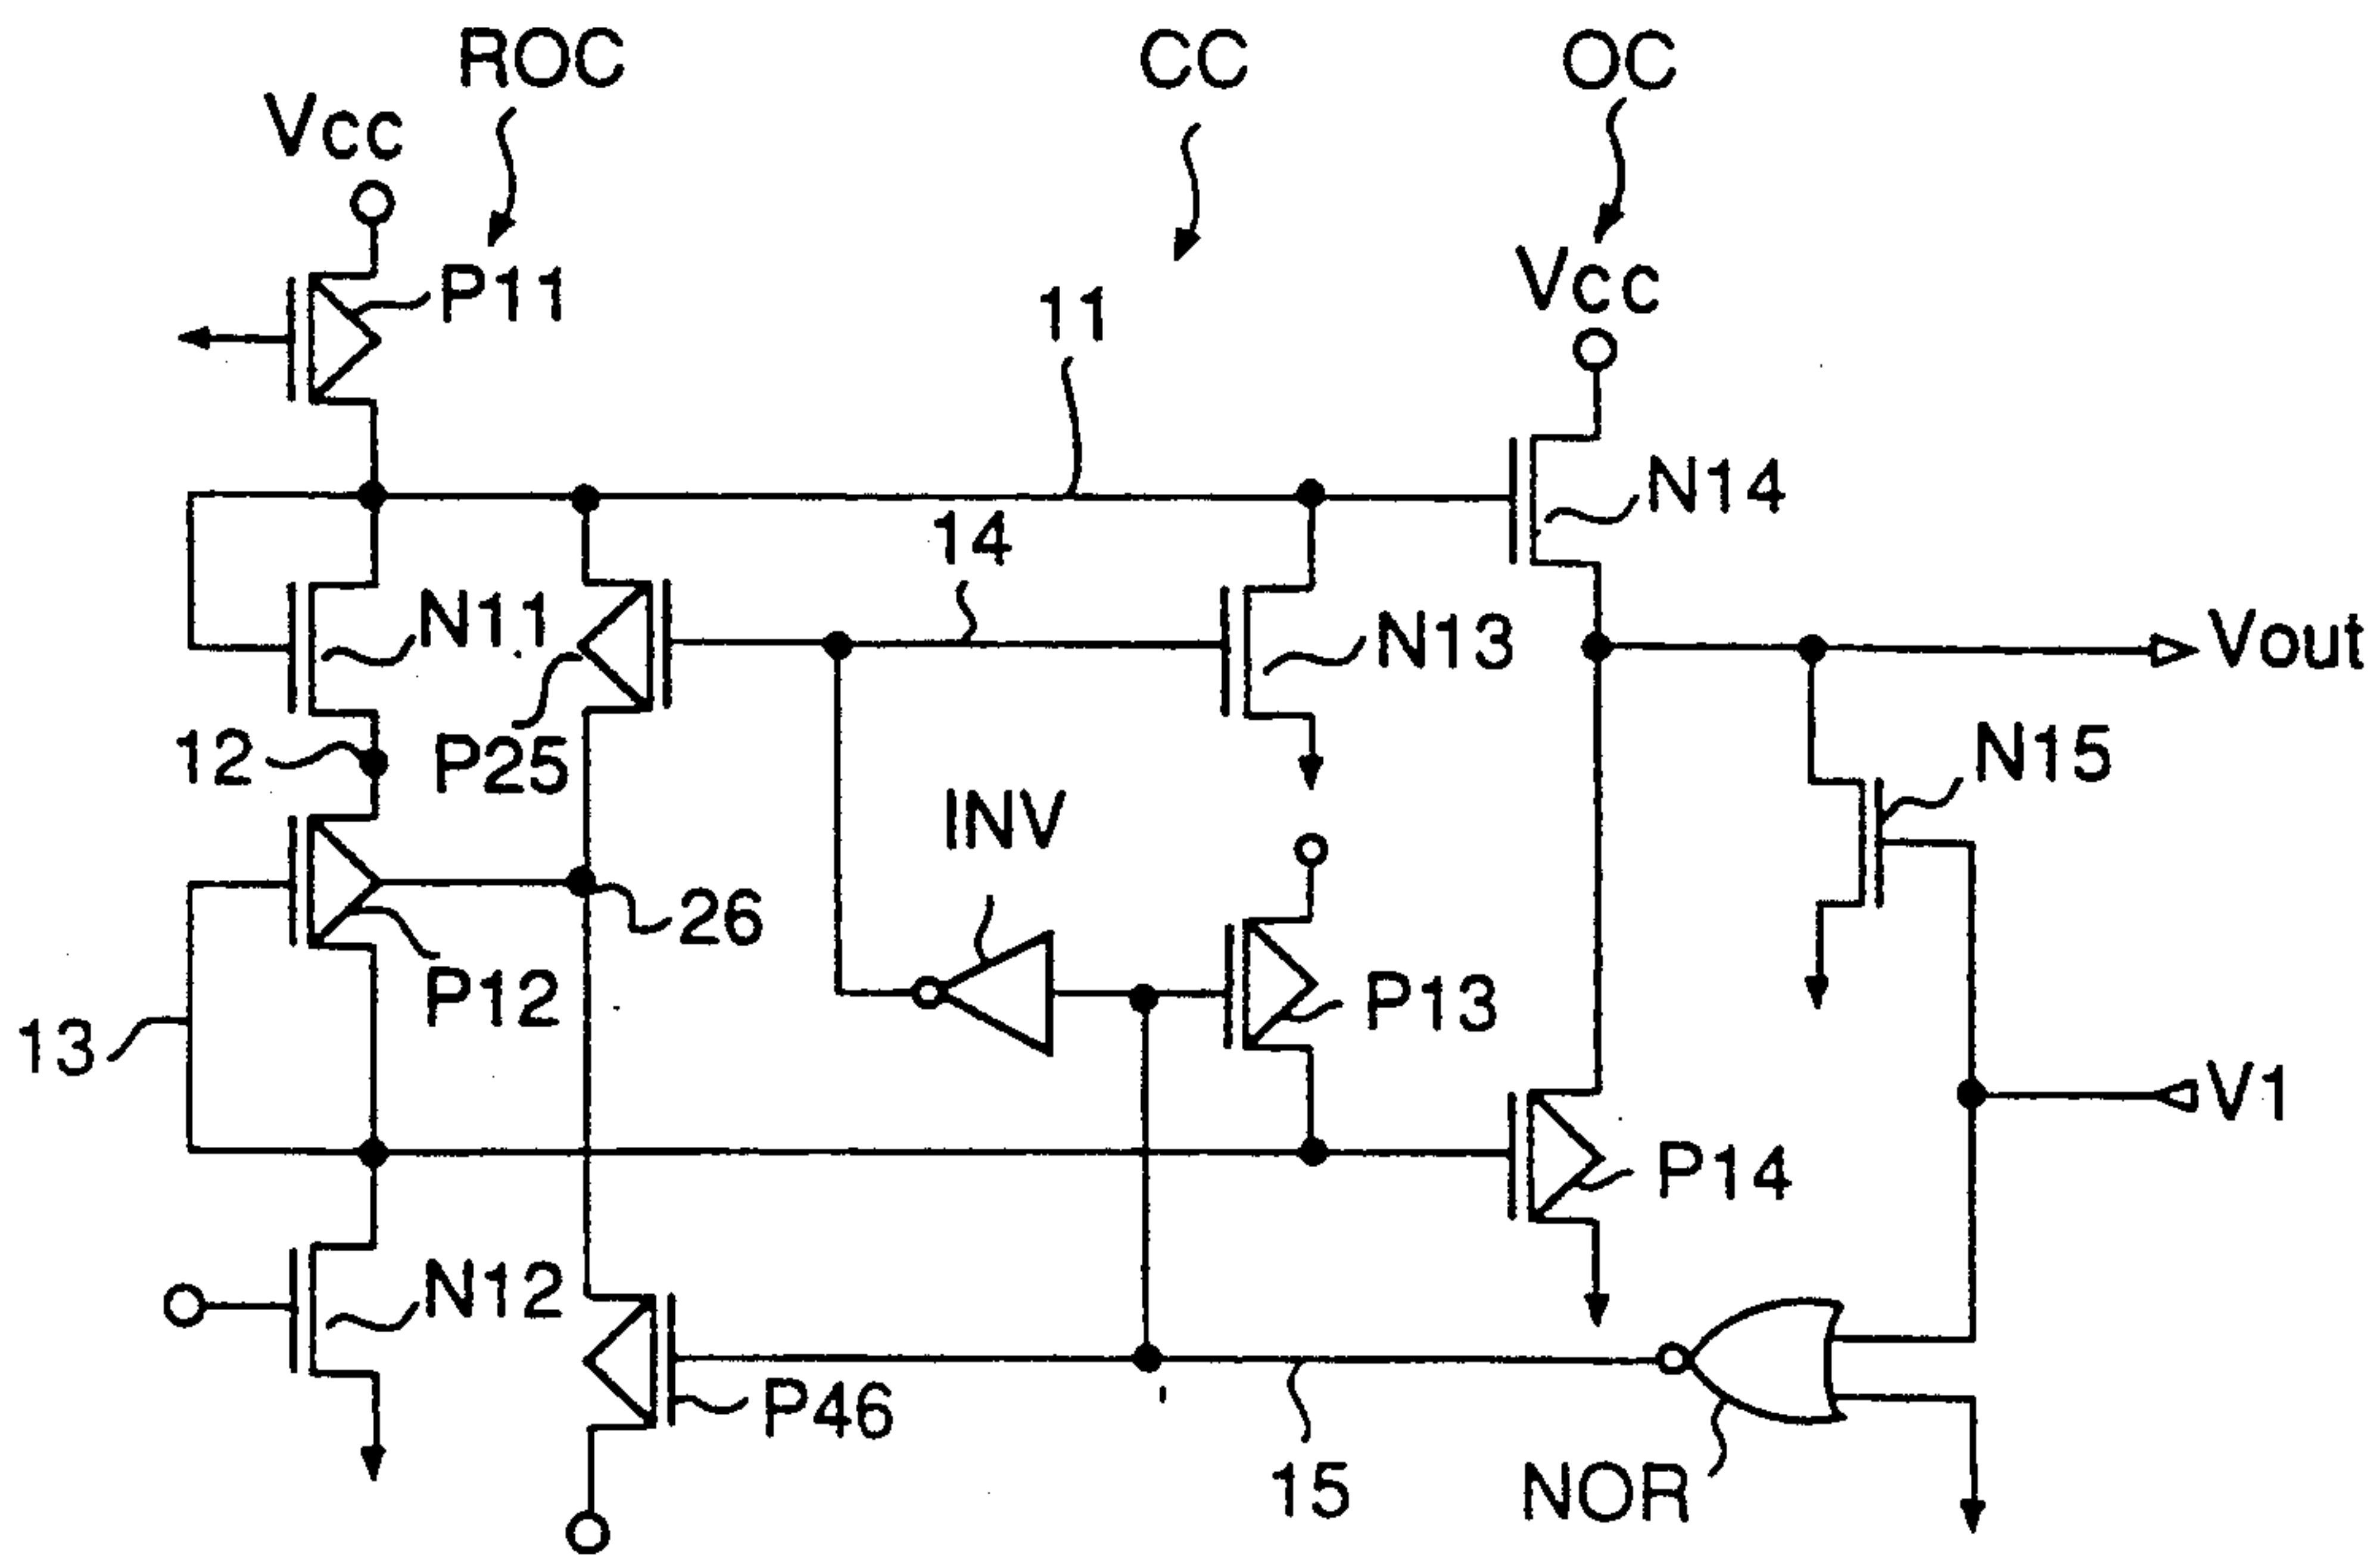 ROC
CC
OC
Vcc
Vcc
P11
11
N14
14
N11
N13
Vout
12
P25
N15
INV
26
P12
P13
13
V1
P14
N12
P46
15
NOR